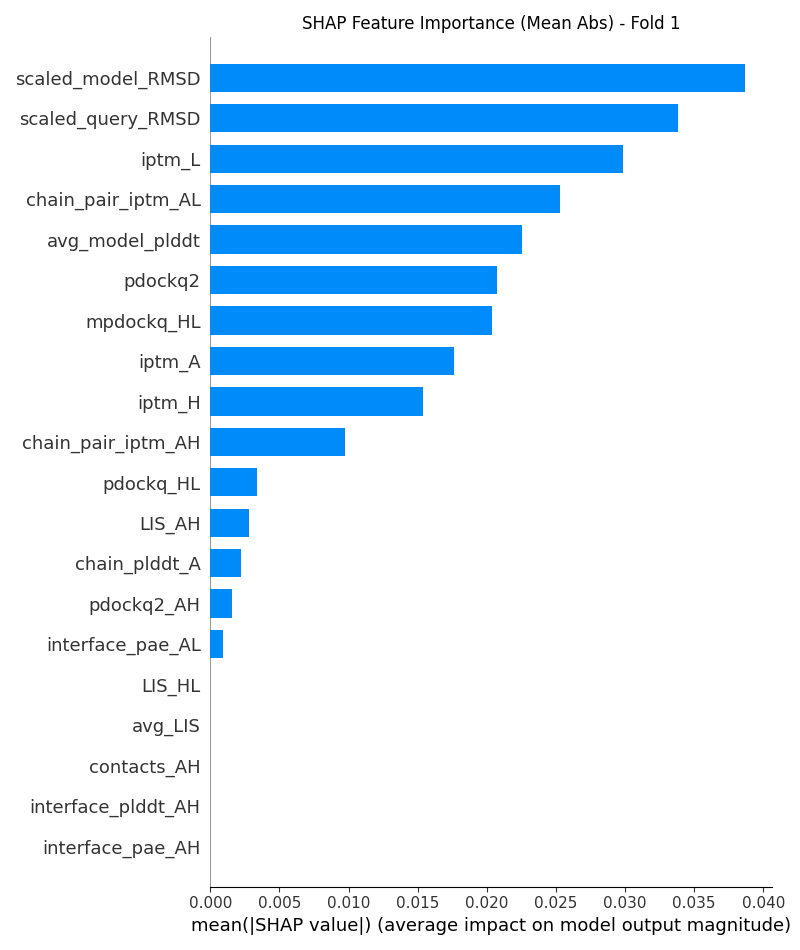 SHAP Feature Importance (Mean Abs) - Fold 1
scaled_model_RMSD
scaled_query_RMSD
iptm_L
chain_pair_iptm_AL
avg_model_plddt
pdockq2
mpdockq_HL
iptm_A
iptm_H
chain_pair_iptm_AH
pdockq_HL
LIS_AH
chain_plddt_A
pdockq2_AH
interface_pae_AL
LIS_HL
avg_LIS
contacts_AH
interface_plddt_AH
interface_pae_AH
0.000 0.005 0.010 0.015 0.020 0.025 0.030 0.035 0.040
mean(|SHAP value|) (average impact on model output magnitude)